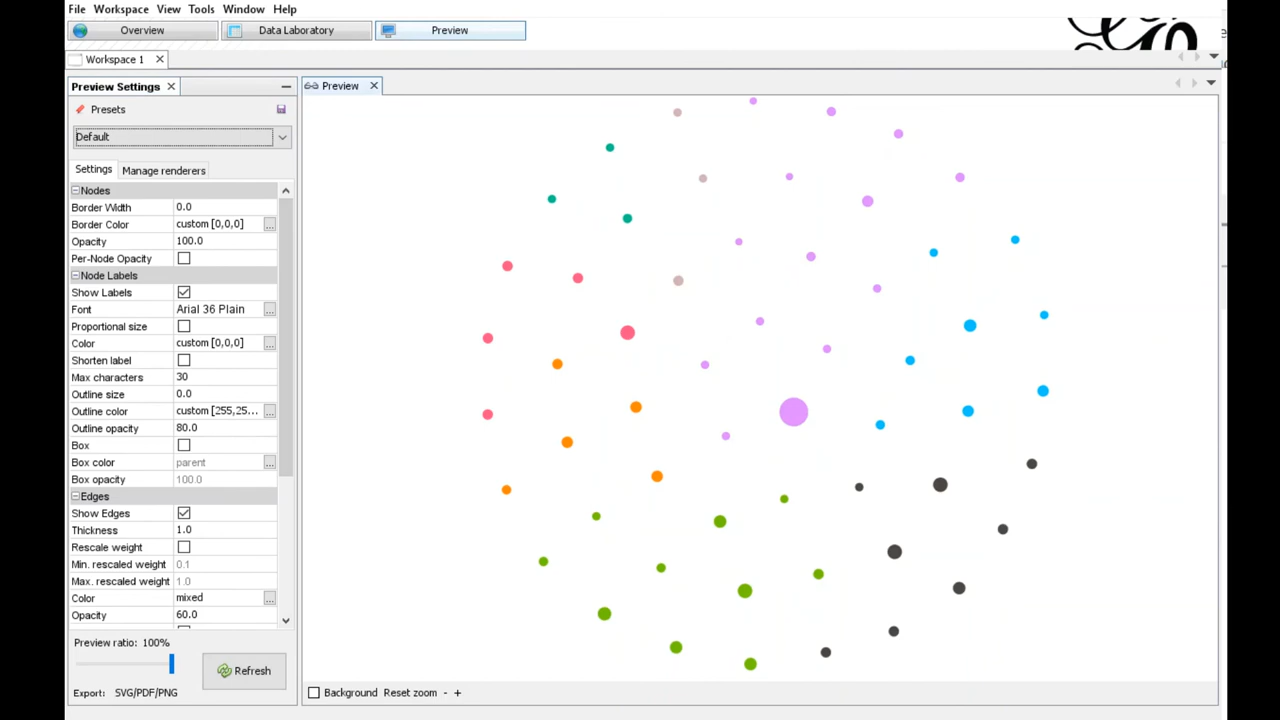 File Workspace View Tools Window Help
Overview Data Laboratory Preview
Workspace 1
Preview Settings Preview
Presets
Default
Settings Manage renderers
Nodes
Border Width 0.0
Border Color custom [0,0,0] ...
Opacity 100.0
Per-Node Opacity
Node Labels
Show Labels
Font Arial 36 Plain ...
Proportional size
Color custom [0,0,0] ...
Shorten label
Max characters 30
Outline size 0.0
Outline color custom [255,25... ...
Outline opacity 80.0
Box
Box color parent ...
Box opacity 100.0
Edges
Show Edges
Thickness 1.0
Rescale weight
Min. rescaled weight 0.1
Max. rescaled weight 1.0
Color mixed ...
Opacity 60.0
Preview ratio: 100%
Refresh
Export: SVG/PDF/PNG
Background Reset zoom - +